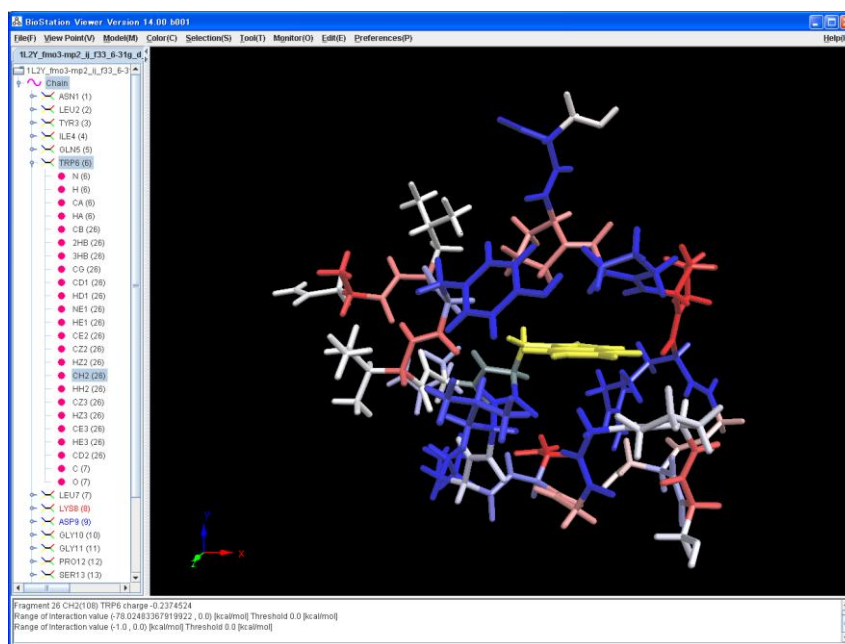 BioStation Viewer Version 14.00 b001
File(F) View Point(V) Model(M) Color(C) Selection(S) Tool(T) Monitor(O) Edit(E) Preferences(P)
1L2Y_fmo3-mp2_ij_f33_6-31g_d
1L2Y_fmo3-mp2_ij_f33_6-3
Chain
ASN1 (1)
LEU2 (2)
TYR3 (3)
ILE4 (4)
GLN5 (5)
TRP6 (6)
N (6)
H (6)
CA (6)
HA (6)
CB (26)
2HB (26)
3HB (26)
CG (26)
CD1 (26)
HD1 (26)
NE1 (26)
HE1 (26)
CE2 (26)
CZ2 (26)
HZ2 (26)
CH2 (26)
HH2 (26)
CZ3 (26)
HZ3 (26)
CE3 (26)
HE3 (26)
CD2 (26)
C (7)
O (7)
LEU7 (7)
LYS8 (8)
ASP9 (9)
GLY10 (10)
GLY11 (11)
PRO12 (12)
SER13 (13)
Y
X
Fragment 26 CH2(108) TRP6 charge -0.2374524
Range of Interaction value (-78.02483367919922 , 0.0) [kcal/mol] Threshold 0.0 [kcal/mol]
Range of Interaction value (-1.0 , 0.0) [kcal/mol] Threshold 0.0 [kcal/mol]